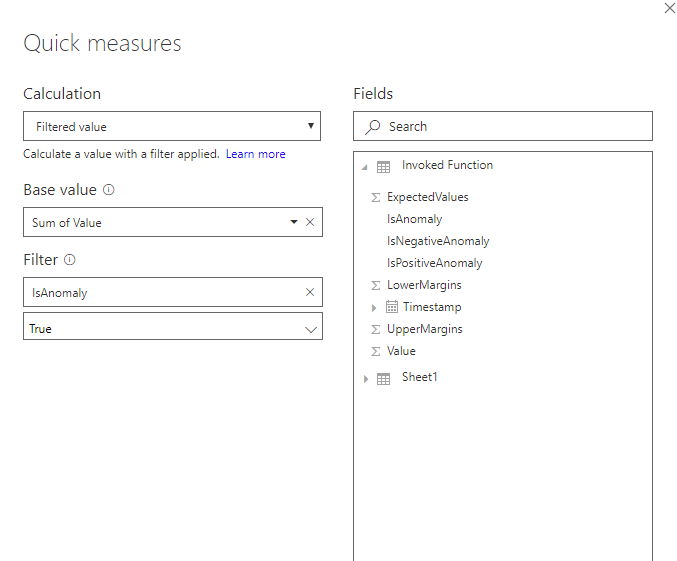 Quick measures
Calculation
Filtered value
Calculate a value with a filter applied. Learn more
Base value
Sum of Value
Filter
IsAnomaly
True
Fields
Search
Invoked Function
ExpectedValues
IsAnomaly
IsNegativeAnomaly
IsPositiveAnomaly
LowerMargins
Timestamp
UpperMargins
Value
Sheet1